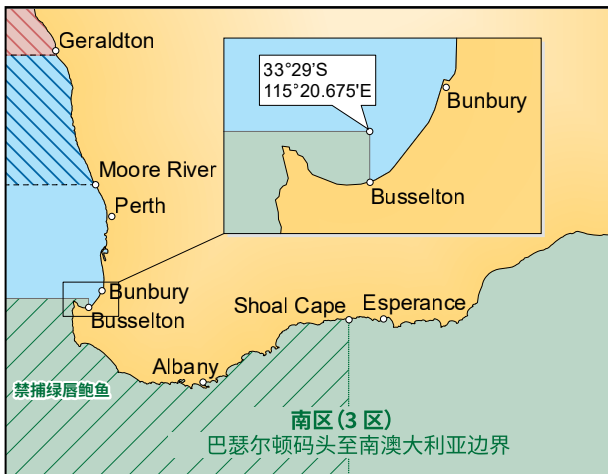 Geraldton
33°29'S
115°20.675'E
Bunbury
Moore River
Busselton
Perth
Bunbury
Busselton
Shoal Cape
Esperance
Albany
禁捕绿唇鲍鱼
南区(3 区)
巴瑟尔顿码头至南澳大利亚边界